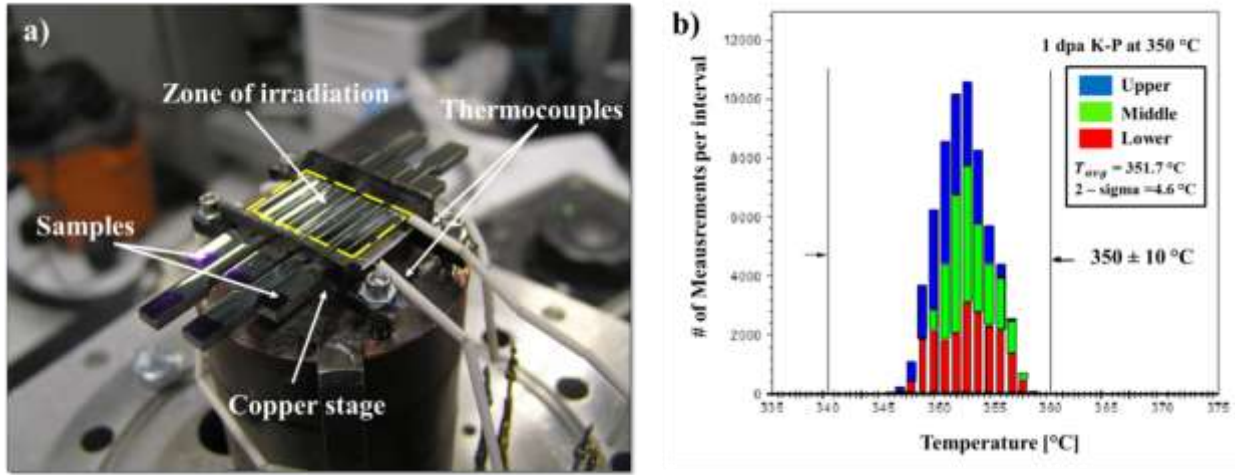 a)
Zone of irradiation
Thermocouples
Samples
Copper stage
b)
12000
10000
8000
6000
4000
2000
0
# of Meausrements per interval
1 dpa K-P at 350 °C
Upper
Middle
Lower
Tavg = 351.7 °C
2 – sigma =4.6 °C
350 ± 10 °C
335 340 345 350 355 360 365 370 375
Temperature [°C]